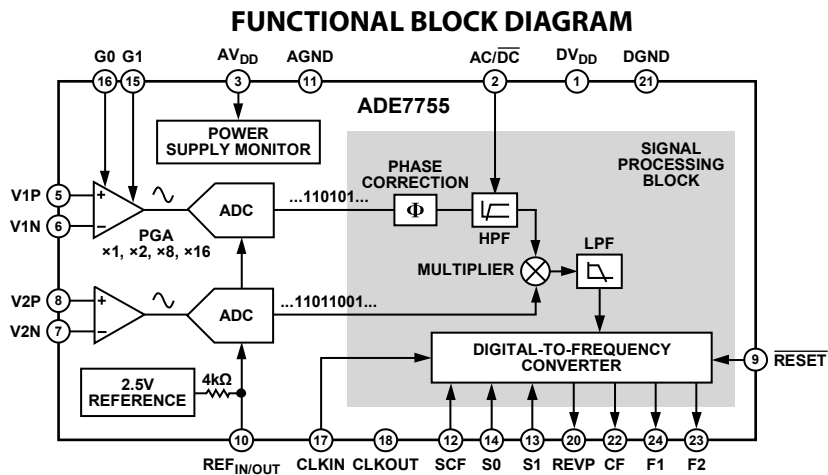 FUNCTIONAL BLOCK DIAGRAM
G0 G1 AVDD AGND AC/DC DVDD DGND
16 15 3 11 2 1 21
ADE7755
POWER
SUPPLY MONITOR
SIGNAL
PROCESSING
BLOCK
PHASE
CORRECTION
V1P 5 + ADC ...110101... Φ
V1N 6 –
HPF
PGA
×1, ×2, ×8, ×16
LPF
MULTIPLIER
V2P 8 + ADC ...11011001...
V2N 7 –
DIGITAL-TO-FREQUENCY
CONVERTER
9 RESET
2.5V
REFERENCE
4kΩ
10 17 18 12 14 13 20 22 24 23
REFIN/OUT CLKIN CLKOUT SCF S0 S1 REVP CF F1 F2